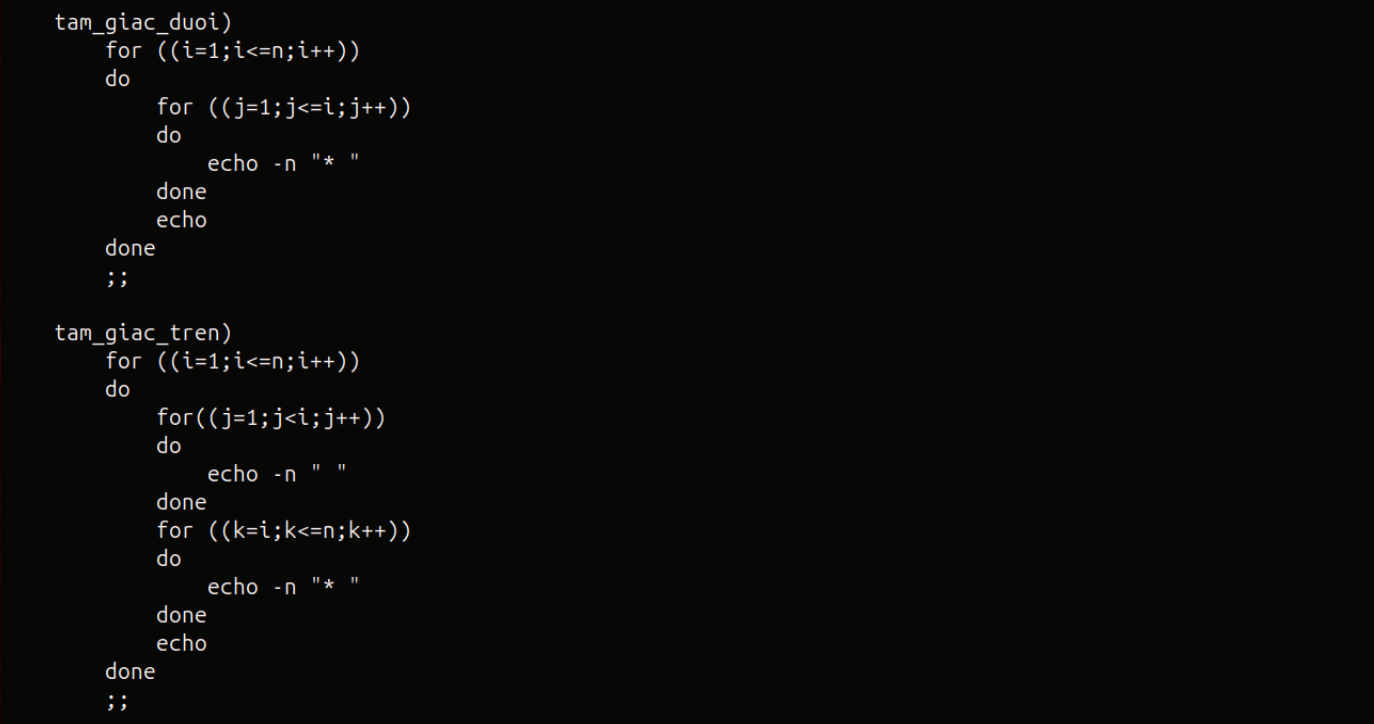 tam_giac_duoi)
    for ((i=1;i<=n;i++))
    do
        for ((j=1;j<=i;j++))
        do
            echo -n "* "
        done
        echo
    done
    ;;

tam_giac_tren)
    for ((i=1;i<=n;i++))
    do
        for((j=1;j<i;j++))
        do
            echo -n " "
        done
        for ((k=i;k<=n;k++))
        do
            echo -n "* "
        done
        echo
    done
    ;;